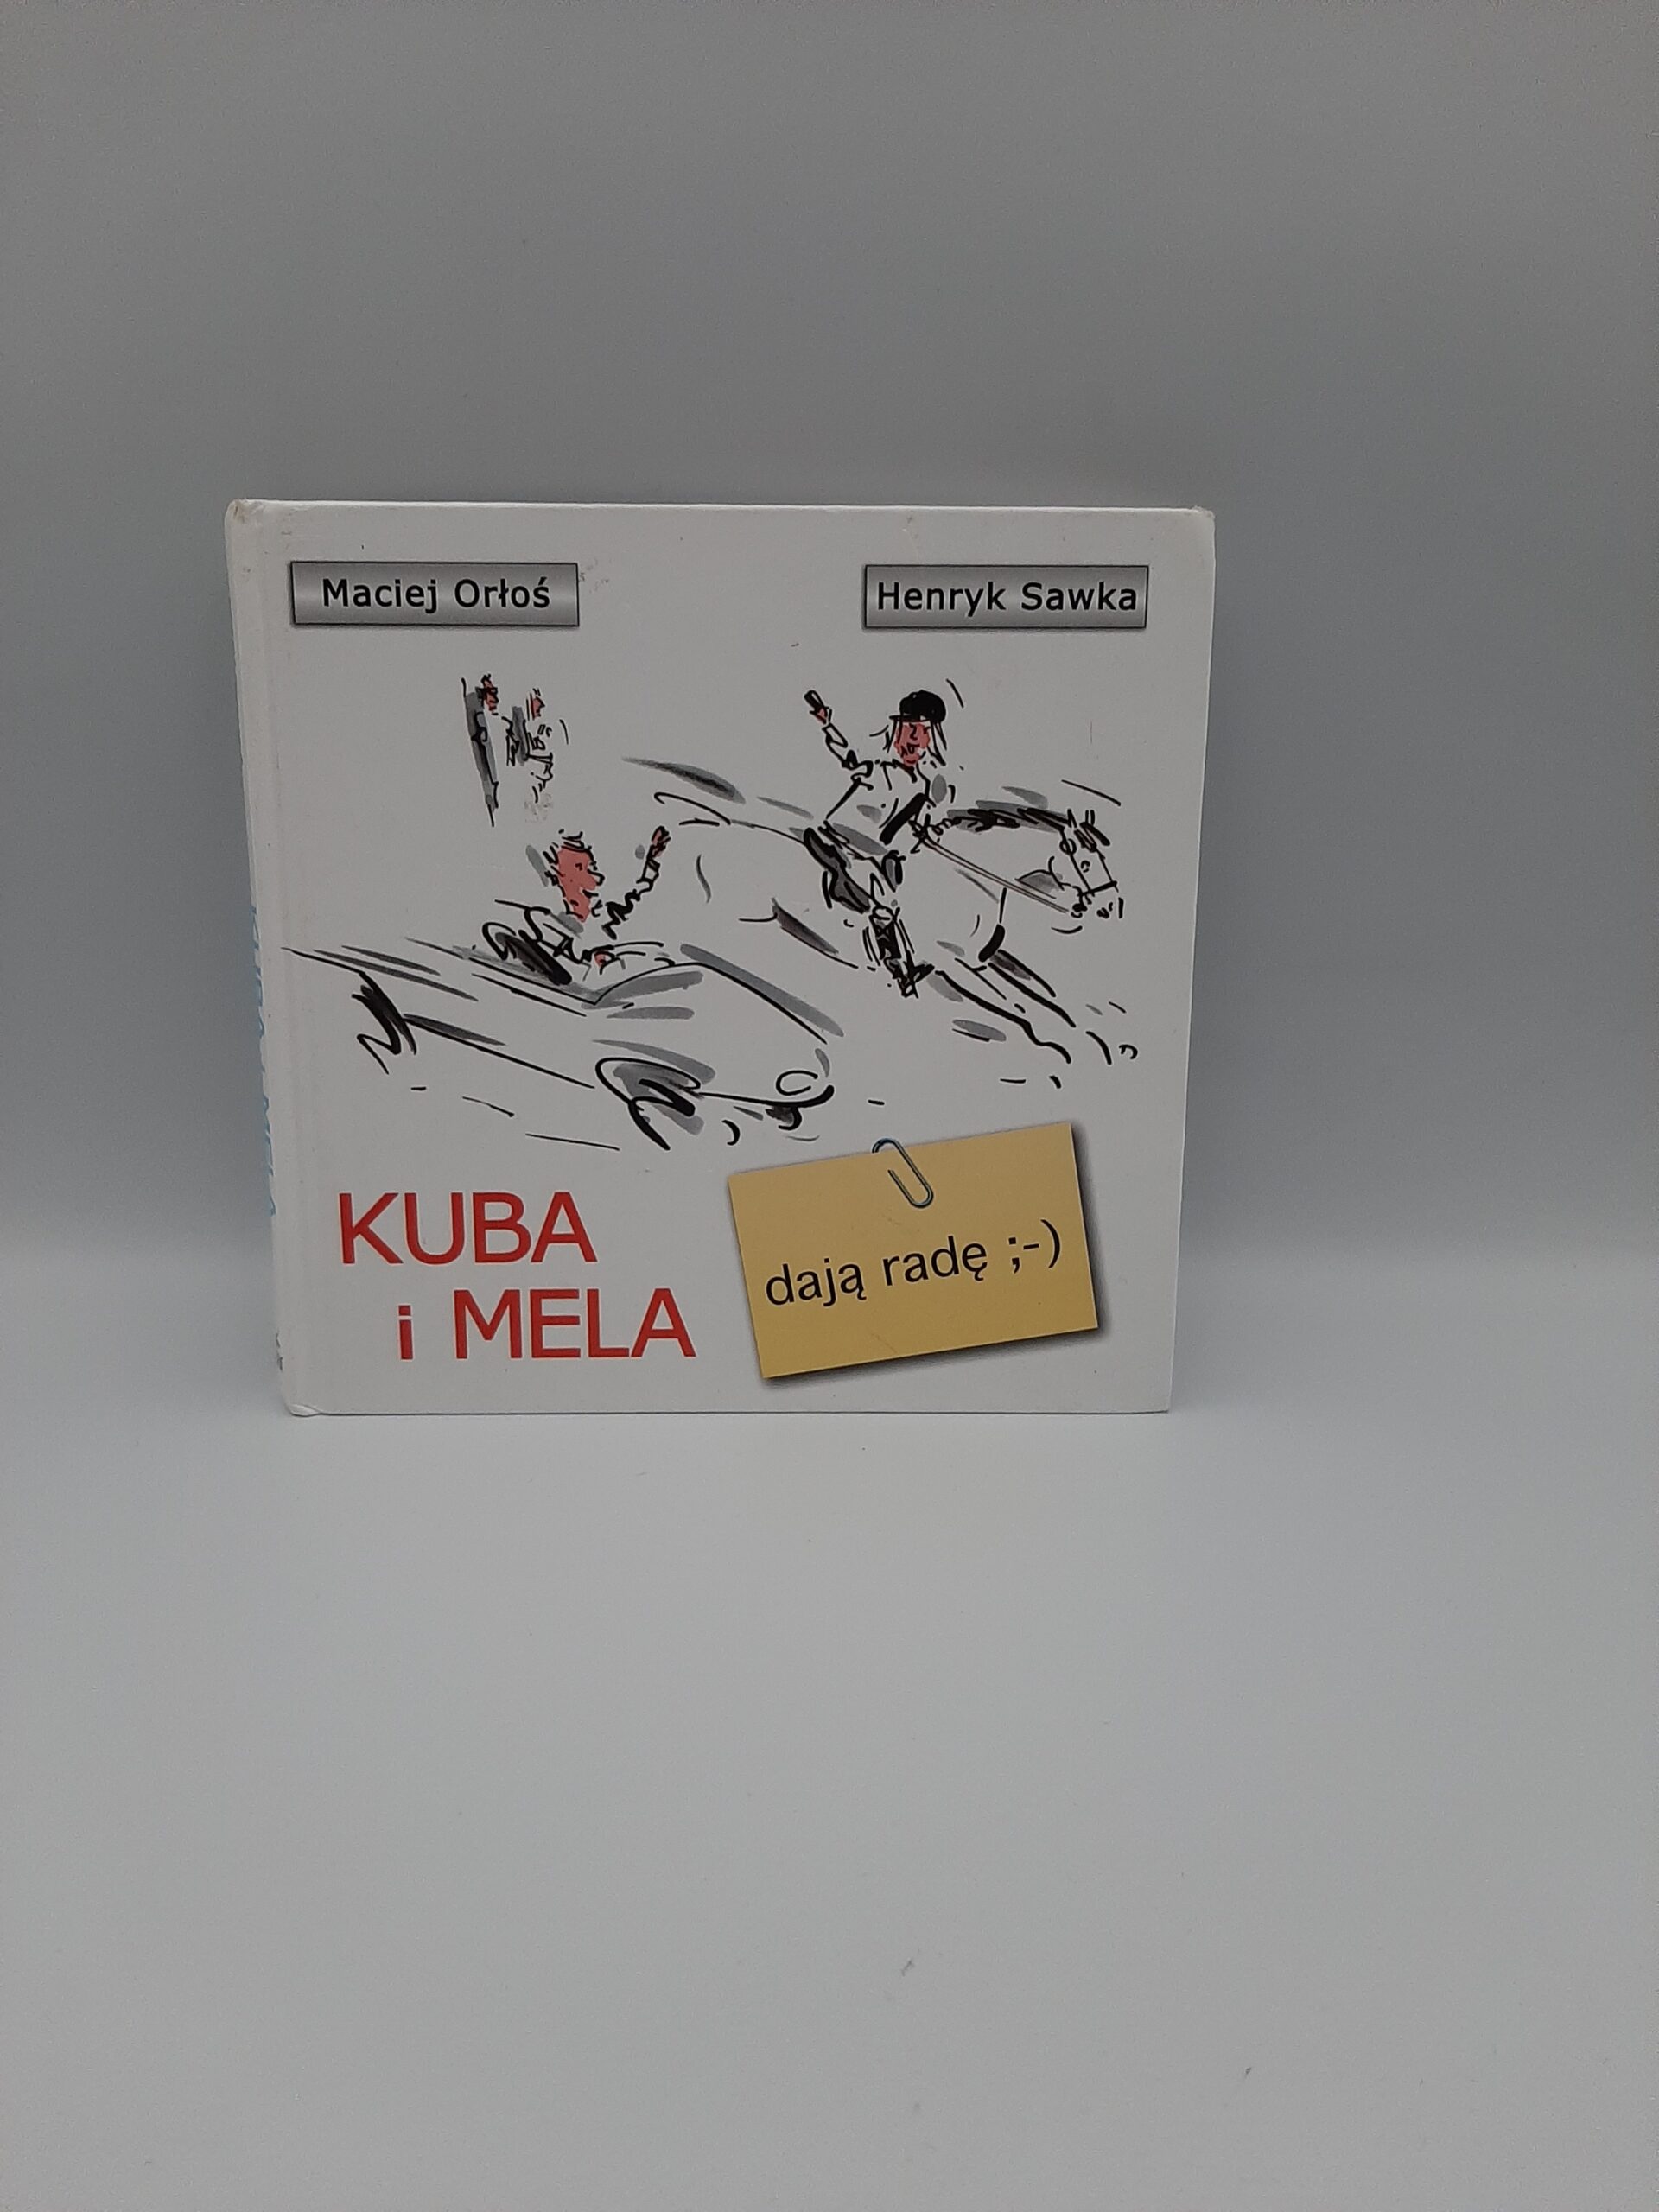 Maciej Orłoś
Henryk Sawka
KUBA
i MELA
dają radę ;-)